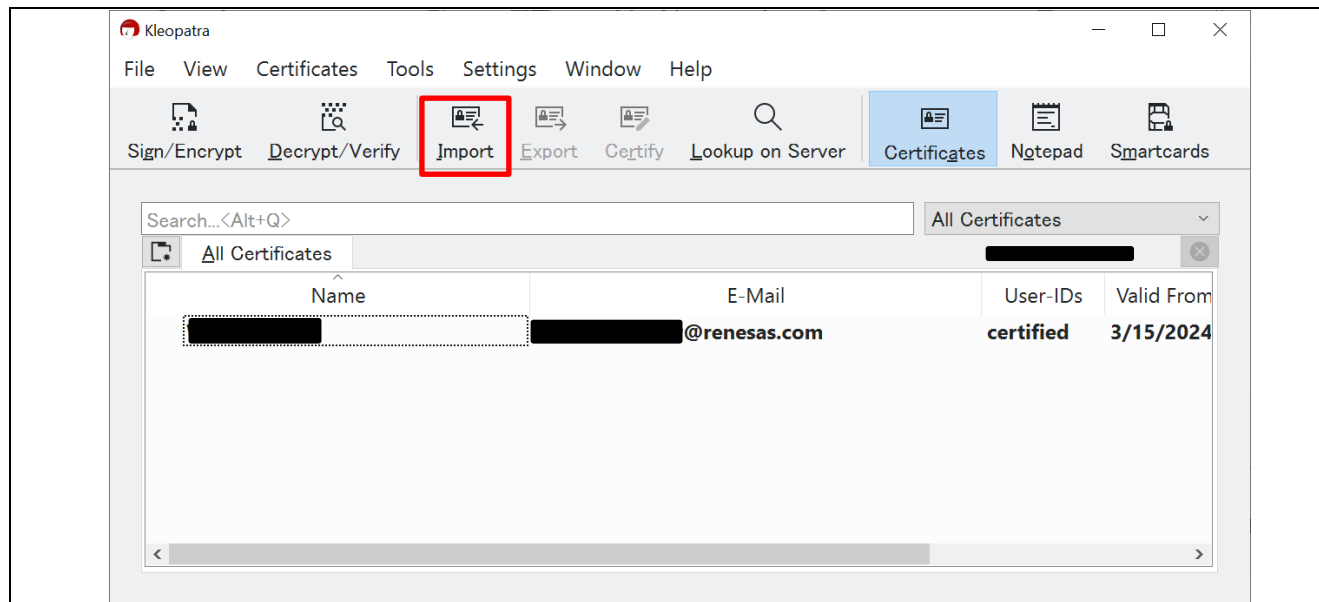 Kleopatra
File View Certificates Tools Settings Window Help
Sign/Encrypt Decrypt/Verify Import Export Certify Lookup on Server Certificates Notepad Smartcards
Search...<Alt+Q> All Certificates
All Certificates
Name E-Mail User-IDs Valid From
@renesas.com certified 3/15/2024